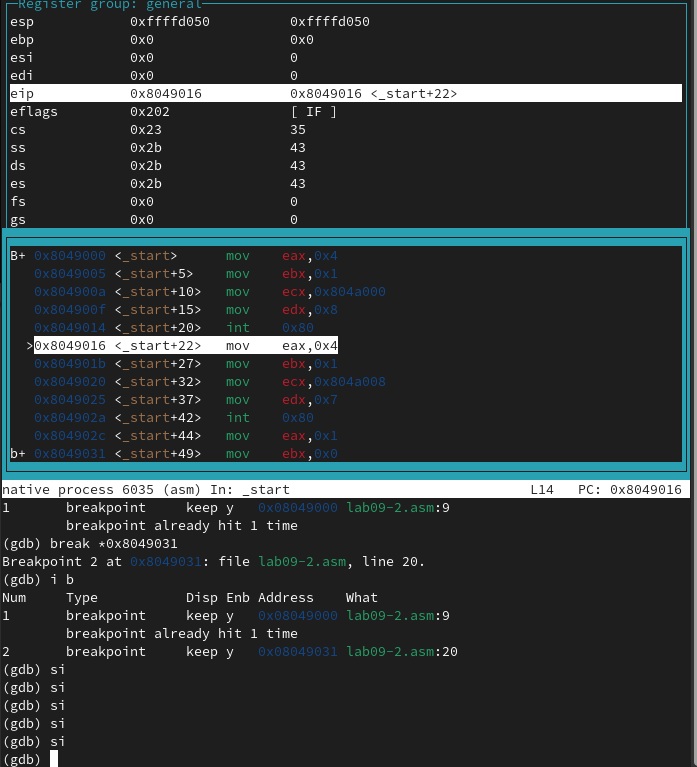 Register group: general
esp 0xffffd050 0xffffd050
ebp 0x0 0x0
esi 0x0 0
edi 0x0 0
eip 0x8049016 0x8049016 <_start+22>
eflags 0x202 [ IF ]
cs 0x23 35
ss 0x2b 43
ds 0x2b 43
es 0x2b 43
fs 0x0 0
gs 0x0 0
B+ 0x8049000 <_start> mov eax,0x4
0x8049005 <_start+5> mov ebx,0x1
0x804900a <_start+10> mov ecx,0x804a000
0x804900f <_start+15> mov edx,0x8
0x8049014 <_start+20> int 0x80
>0x8049016 <_start+22> mov eax,0x4
0x804901b <_start+27> mov ebx,0x1
0x8049020 <_start+32> mov ecx,0x804a008
0x8049025 <_start+37> mov edx,0x7
0x804902a <_start+42> int 0x80
0x804902c <_start+44> mov eax,0x1
b+ 0x8049031 <_start+49> mov ebx,0x0
native process 6035 (asm) In: _start L14 PC: 0x8049016
1 breakpoint keep y 0x08049000 lab09-2.asm:9
breakpoint already hit 1 time
(gdb) break *0x8049031
Breakpoint 2 at 0x8049031: file lab09-2.asm, line 20.
(gdb) i b
Num Type Disp Enb Address What
1 breakpoint keep y 0x08049000 lab09-2.asm:9
breakpoint already hit 1 time
2 breakpoint keep y 0x08049031 lab09-2.asm:20
(gdb) si
(gdb) si
(gdb) si
(gdb) si
(gdb) si
(gdb)